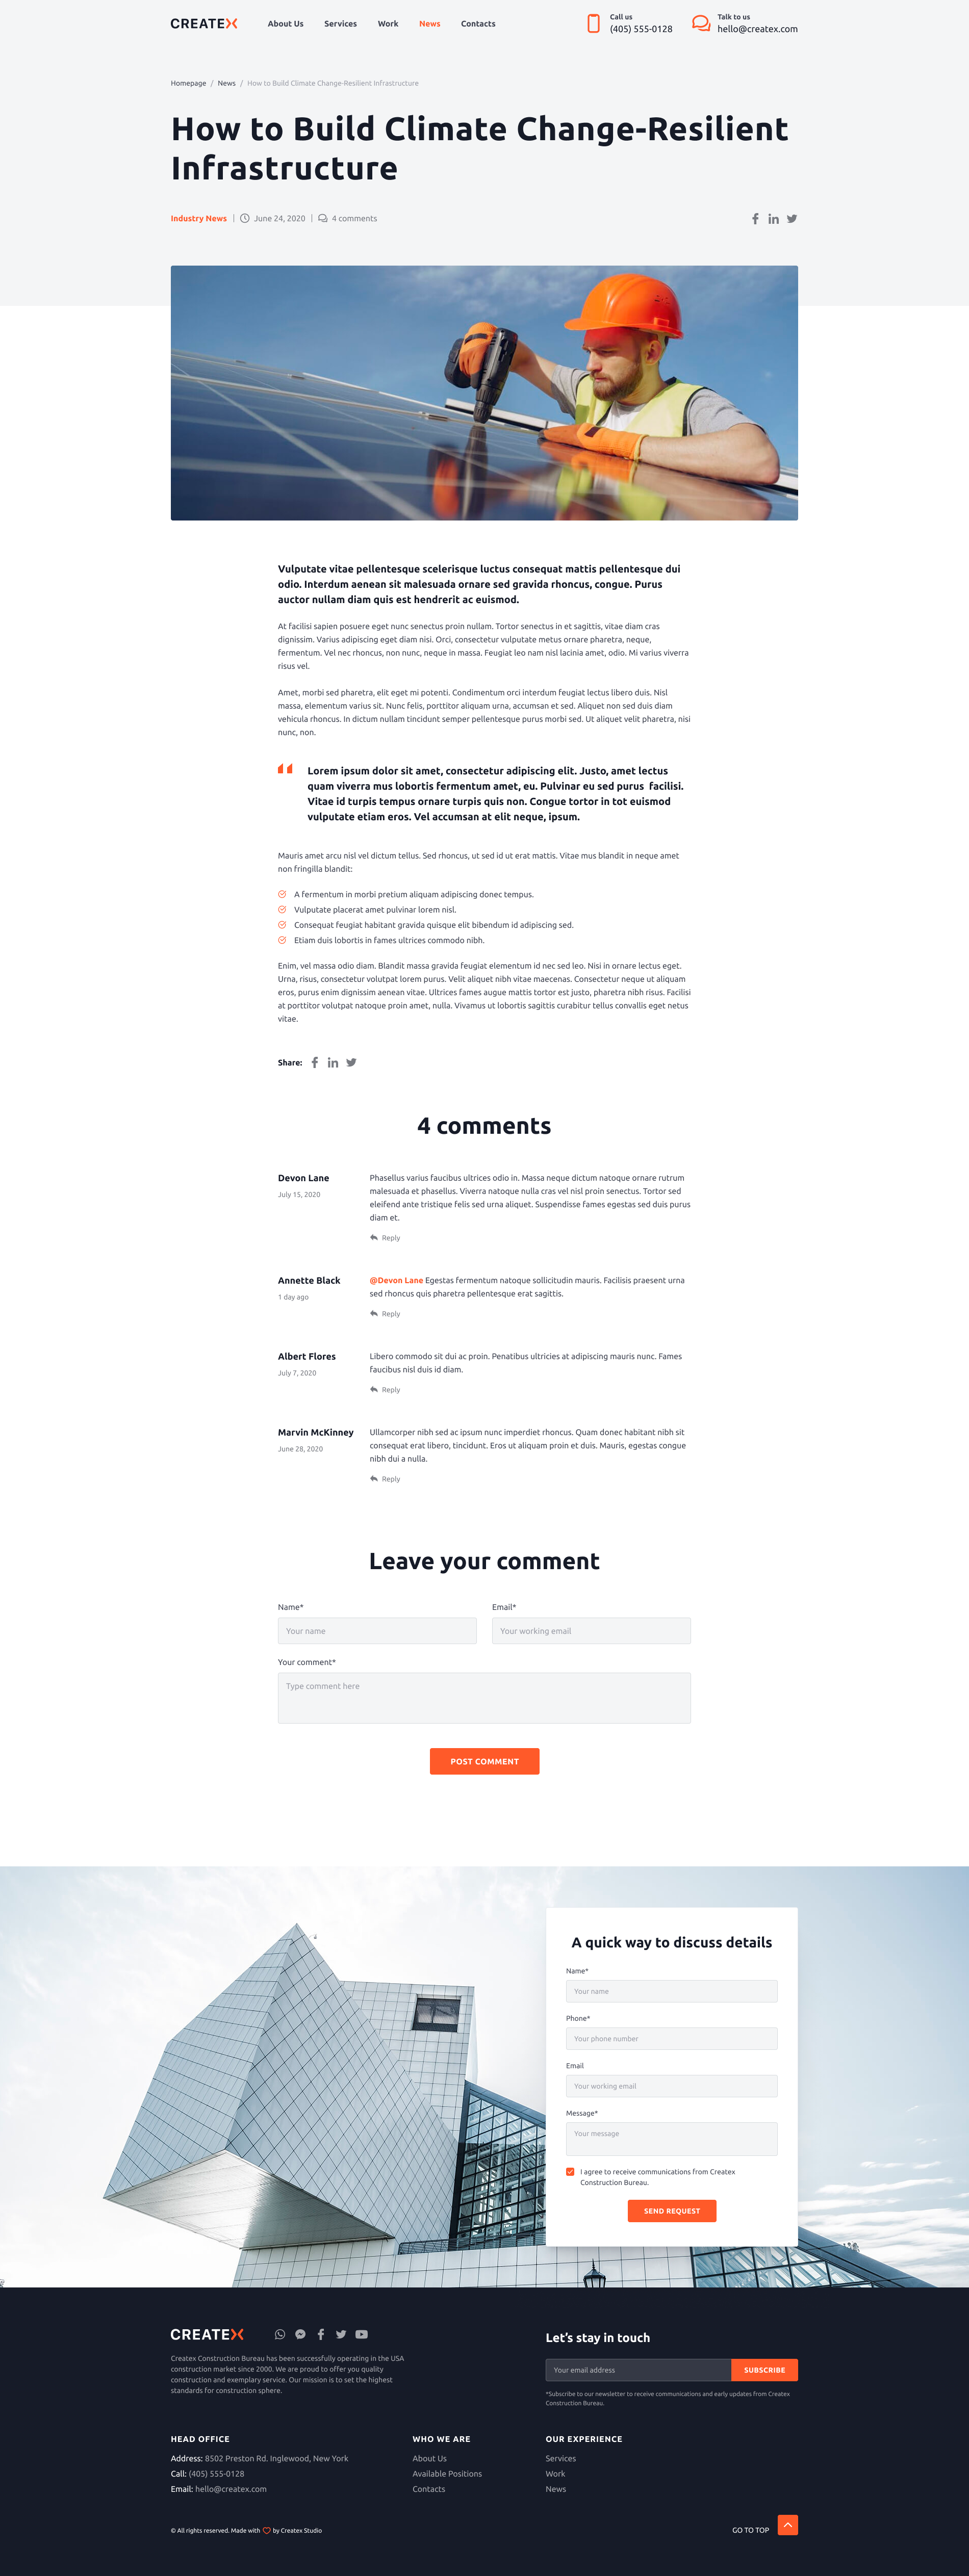 CREATEX
About Us
Services
Work
News
Contacts
Call us
(405) 555-0128
Talk to us
hello@createx.com
Homepage / News / How to Build Climate Change-Resilient Infrastructure
How to Build Climate Change-Resilient
Infrastructure
Industry News | June 24, 2020 | 4 comments
Vulputate vitae pellentesque scelerisque luctus consequat mattis pellentesque dui
odio. Interdum aenean sit malesuada ornare sed gravida rhoncus, congue. Purus
auctor nullam diam quis est hendrerit ac euismod.
At facilisi sapien posuere eget nunc senectus proin nullam. Tortor senectus in et sagittis, vitae diam cras
dignissim. Varius adipiscing eget diam nisi. Orci, consectetur vulputate metus ornare pharetra, neque,
fermentum. Vel nec rhoncus, non nunc, neque in massa. Feugiat leo nam nisl lacinia amet, odio. Mi varius viverra
risus vel.
Amet, morbi sed pharetra, elit eget mi potenti. Condimentum orci interdum feugiat lectus libero duis. Nisl
massa, elementum varius sit. Nunc felis, porttitor aliquam urna, accumsan et sed. Aliquet non sed duis diam
vehicula rhoncus. In dictum nullam tincidunt semper pellentesque purus morbi sed. Ut aliquet velit pharetra, nisi
nunc, non.
Lorem ipsum dolor sit amet, consectetur adipiscing elit. Justo, amet lectus
quam viverra mus lobortis fermentum amet, eu. Pulvinar eu sed purus facilisi.
Vitae id turpis tempus ornare turpis quis non. Congue tortor in tot euismod
vulputate etiam eros. Vel accumsan at elit neque, ipsum.
Mauris amet arcu nisl vel dictum tellus. Sed rhoncus, ut sed id ut erat mattis. Vitae mus blandit in neque amet
non fringilla blandit:
A fermentum in morbi pretium aliquam adipiscing donec tempus.
Vulputate placerat amet pulvinar lorem nisl.
Consequat feugiat habitant gravida quisque elit bibendum id adipiscing sed.
Etiam duis lobortis in fames ultrices commodo nibh.
Enim, vel massa odio diam. Blandit massa gravida feugiat elementum id nec sed leo. Nisi in ornare lectus eget.
Urna, risus, consectetur volutpat lorem purus. Velit aliquet nibh vitae maecenas. Consectetur neque ut aliquam
eros, purus enim dignissim aenean vitae. Ultrices fames augue mattis tortor est justo, pharetra nibh risus. Facilisi
at porttitor volutpat natoque proin amet, nulla. Vivamus ut lobortis sagittis curabitur tellus convallis eget netus
vitae.
Share:
4 comments
Devon Lane
July 15, 2020
Phasellus varius faucibus ultrices odio in. Massa neque dictum natoque ornare rutrum
malesuada et phasellus. Viverra natoque nulla cras vel nisl proin senectus. Tortor sed
eleifend ante tristique felis sed urna aliquet. Suspendisse fames egestas sed duis purus
diam et.
Reply
Annette Black
1 day ago
@Devon Lane Egestas fermentum natoque sollicitudin mauris. Facilisis praesent urna
sed rhoncus quis pharetra pellentesque erat sagittis.
Reply
Albert Flores
July 7, 2020
Libero commodo sit dui ac proin. Penatibus ultricies at adipiscing mauris nunc. Fames
faucibus nisl duis id diam.
Reply
Marvin McKinney
June 28, 2020
Ullamcorper nibh sed ac ipsum nunc imperdiet rhoncus. Quam donec habitant nibh sit
consequat erat libero, tincidunt. Eros ut aliquam proin et duis. Mauris, egestas congue
nibh dui a nulla.
Reply
Leave your comment
Name*
Email*
Your name
Your working email
Your comment*
Type comment here
POST COMMENT
A quick way to discuss details
Name*
Your name
Phone*
Your phone number
Email
Your working email
Message*
Your message
I agree to receive communications from Createx
Construction Bureau.
SEND REQUEST
CREATEX
Createx Construction Bureau has been successfully operating in the USA
construction market since 2000. We are proud to offer you quality
construction and exemplary service. Our mission is to set the highest
standards for construction sphere.
Let's stay in touch
Your email address
SUBSCRIBE
*Subscribe to our newsletter to receive communications and early updates from Createx
Construction Bureau.
HEAD OFFICE
Address: 8502 Preston Rd. Inglewood, New York
Call: (405) 555-0128
Email: hello@createx.com
WHO WE ARE
About Us
Available Positions
Contacts
OUR EXPERIENCE
Services
Work
News
© All rights reserved. Made with by Createx Studio
GO TO TOP